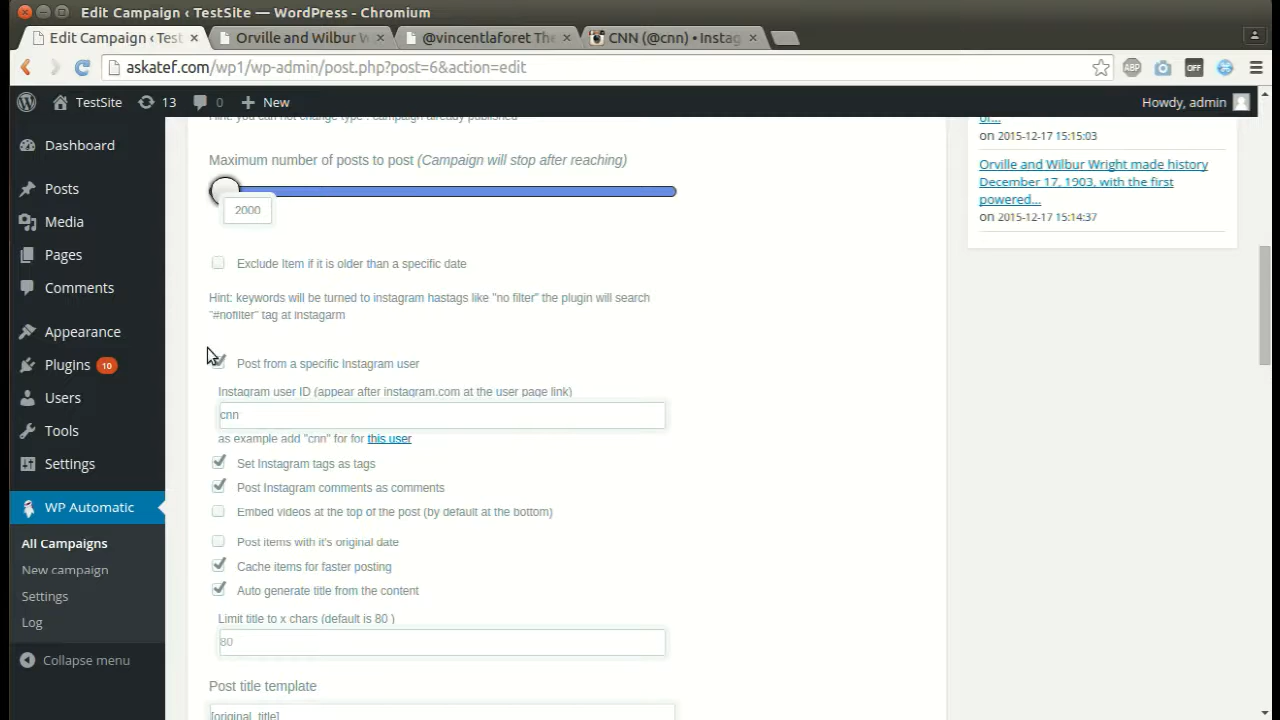 Edit Campaign ‹ TestSite — WordPress - Chromium
Edit Campaign ‹ Test
Orville and Wilbur W
@vincentlaforet The
CNN (@cnn) • Instag
askatef.com/wp1/wp-admin/post.php?post=6&action=edit
ABP
OFF
TestSite
13
0
New
Howdy, admin
Dashboard
Posts
Media
Pages
Comments
Appearance
Plugins 10
Users
Tools
Settings
WP Automatic
All Campaigns
New campaign
Settings
Log
Collapse menu
Hint: you can not change type . campaign already published
Maximum number of posts to post (Campaign will stop after reaching)
2000
Exclude Item if it is older than a specific date
Hint: keywords will be turned to instagram hastags like "no filter" the plugin will search
"#nofilter" tag at instagarm
Post from a specific Instagram user
Instagram user ID (appear after instagram.com at the user page link)
cnn
as example add "cnn" for for this user
Set Instagram tags as tags
Post Instagram comments as comments
Embed videos at the top of the post (by default at the bottom)
Post items with it's original date
Cache items for faster posting
Auto generate title from the content
Limit title to x chars (default is 80 )
80
Post title template
[original_title]
or...
on 2015-12-17 15:15:03
Orville and Wilbur Wright made history
December 17, 1903, with the first
powered...
on 2015-12-17 15:14:37